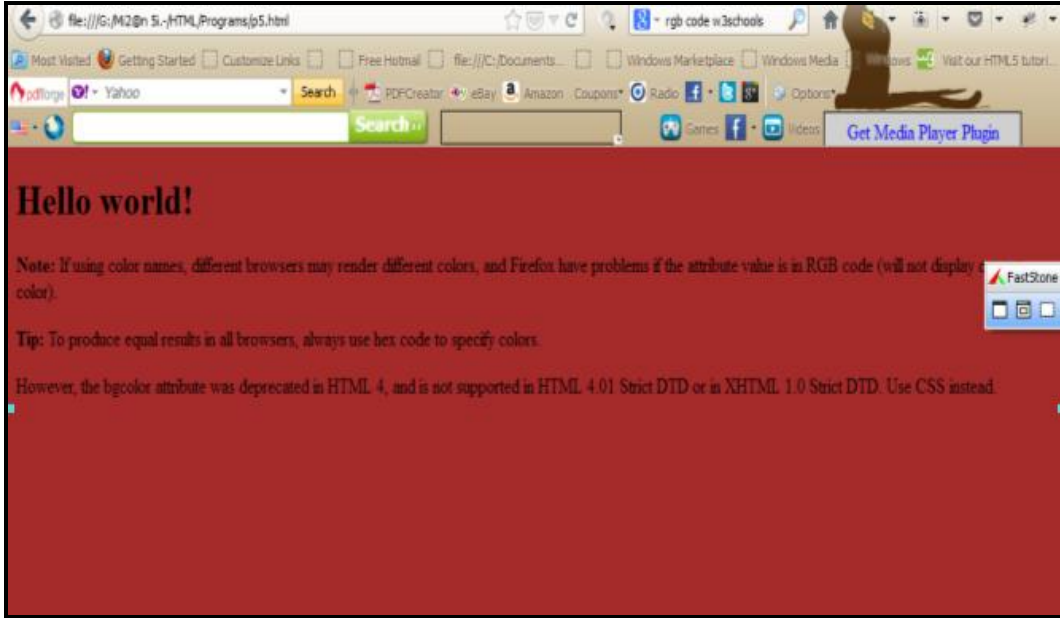 file:///G:/Mi2@n 5i.-/HTML/Programs/p5.html
rgb code w3schools
Most Visited Getting Started Customize Links Free Hotmail file:///C:/Documents... Windows Marketplace Windows Media Windows Visit our HTML5 tutori...
pdfforge Yahoo Search PDFCreator eBay Amazon Coupons Radio Options
Search Games Videos Get Media Player Plugin
Hello world!
Note: If using color names, different browsers may render different colors, and Firefox have problems if the attribute value is in RGB code (will not display
color).
FastStone
Tip: To produce equal results in all browsers, always use hex code to specify colors.
However, the bgcolor attribute was deprecated in HTML 4, and is not supported in HTML 4.01 Strict DTD or in XHTML 1.0 Strict DTD. Use CSS instead.